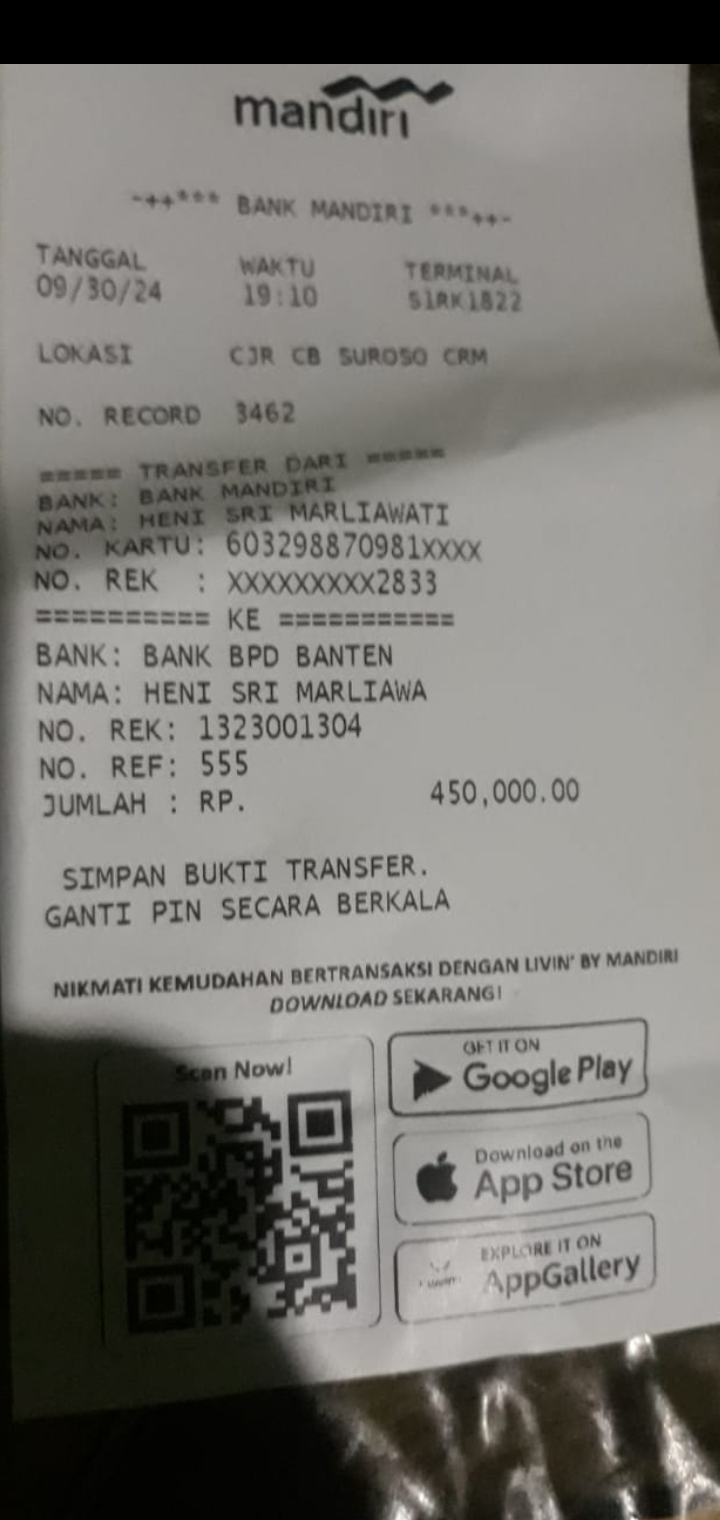 mandiri
-++*** BANK MANDIRI ***++-
TANGGAL WAKTU TERMINAL
09/30/24 19:10 S1RK1822
LOKASI CJR CB SUROSO CRM
NO. RECORD 3462
===== TRANSFER DARI =====
BANK: BANK MANDIRI
NAMA: HENI SRI MARLIAWATI
NO. KARTU: 603298870981XXXX
NO. REK : XXXXXXXXX2833
========== KE ==========
BANK: BANK BPD BANTEN
NAMA: HENI SRI MARLIAWA
NO. REK: 1323001304
NO. REF: 555
JUMLAH : RP. 450,000.00
SIMPAN BUKTI TRANSFER.
GANTI PIN SECARA BERKALA
NIKMATI KEMUDAHAN BERTRANSAKSI DENGAN LIVIN' BY MANDIRI
DOWNLOAD SEKARANG!
Scan Now!
GET IT ON
Google Play
Download on the
App Store
EXPLORE IT ON
AppGallery